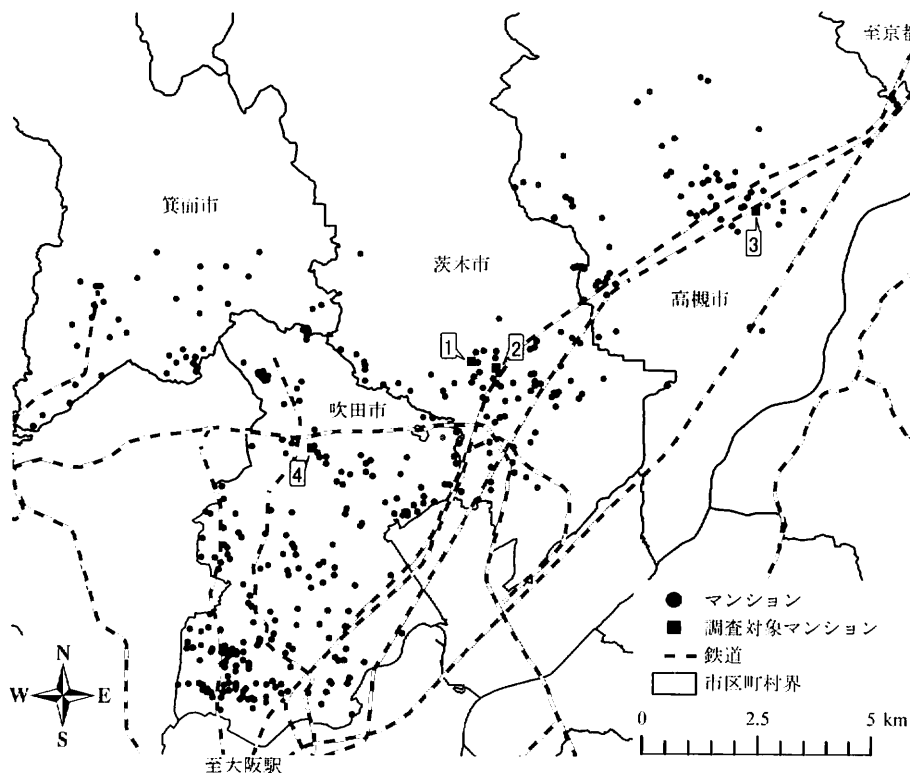 至京都
箕面市
茨木市
3
高槻市
1
2
吹田市
4
マンション
調査対象マンション
鉄道
市区町村界
N
W
E
S
0
2.5
5 km
至大阪駅